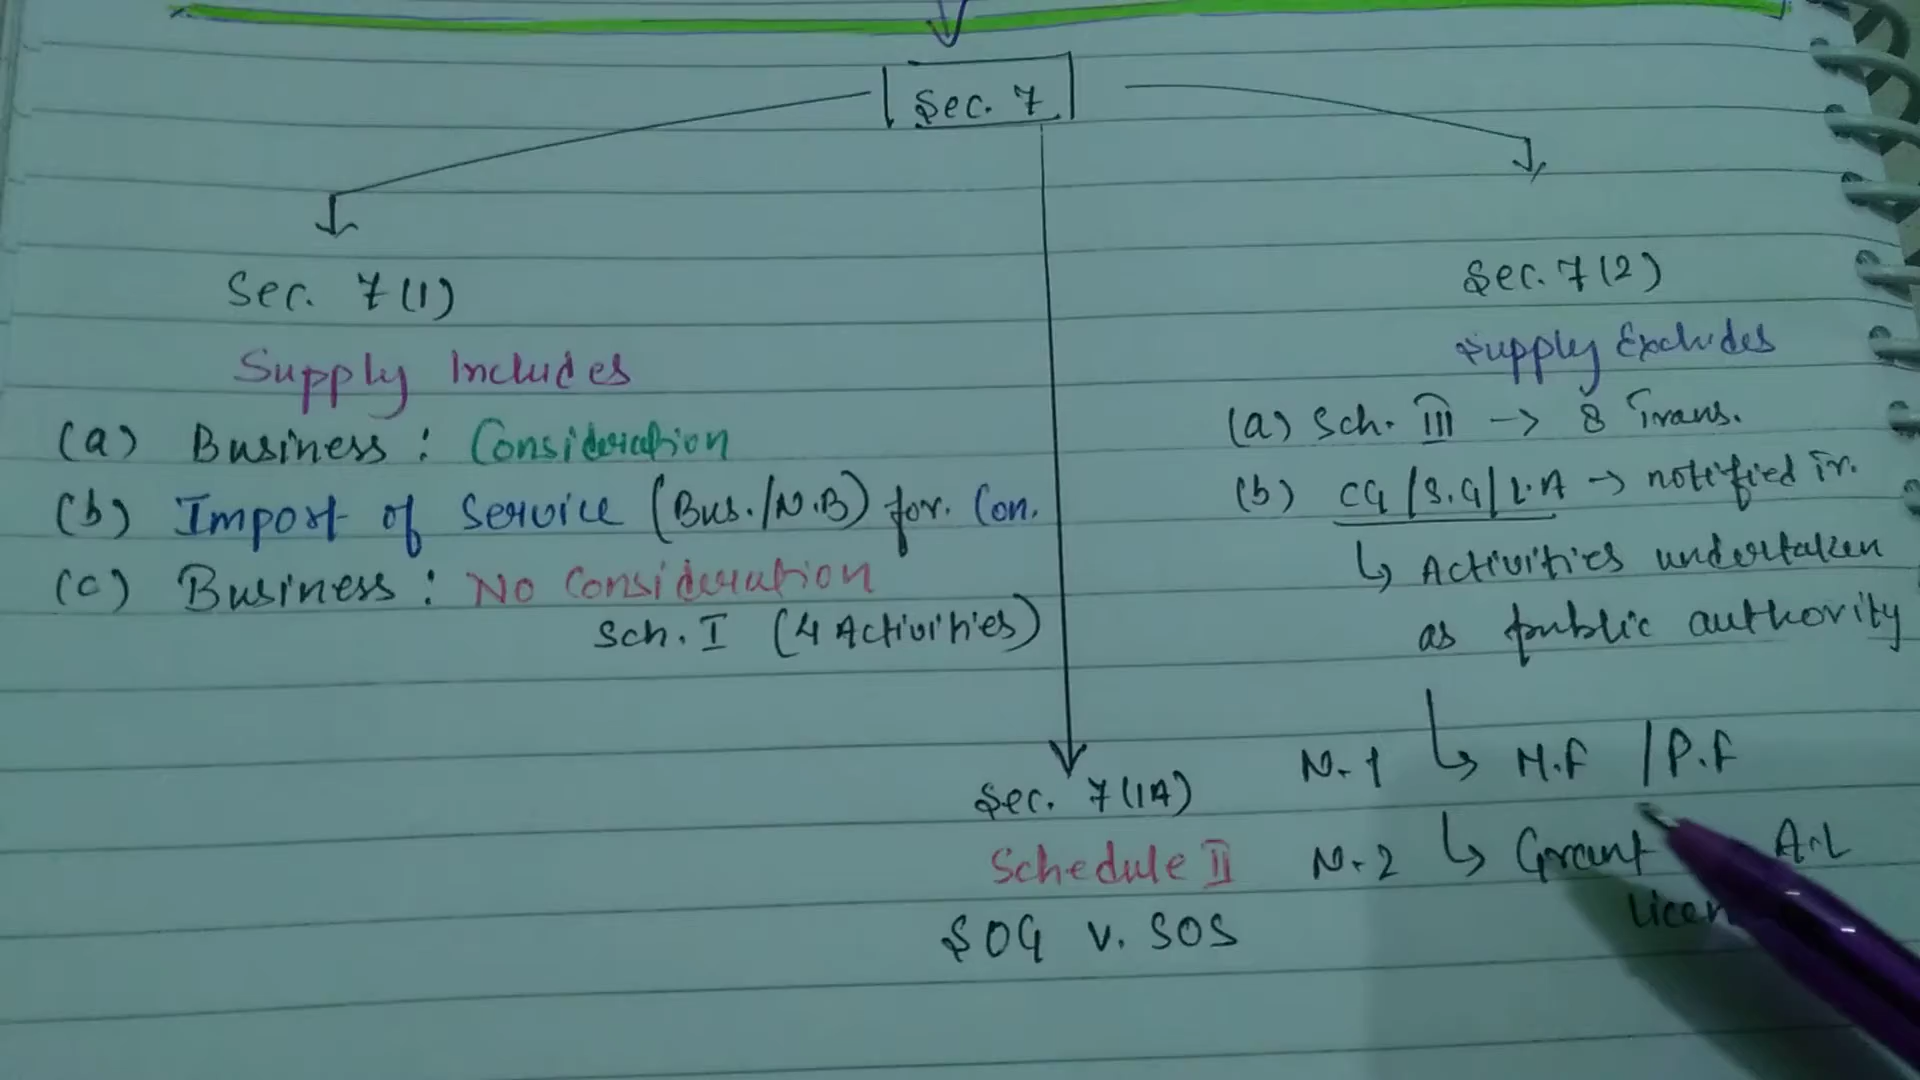 Sec. 7
Sec. 7(1)
Supply Includes
(a) Business : Consideration
(b) Import of Service (Bus./N.B) for. Con.
(c) Business : No Consideration
Sch. I (4 Activities)
Sec. 7(1A)
Schedule II
SOG v. SOS
Sec. 7(2)
Supply Excludes
(a) Sch. III -> 8 Trans.
(b) CG/S.G/L.A -> notified Tr.
↳ Activities undertaken
as public authority
N-1 ↳ M.F / P.F
N-2 ↳ Grant A.L